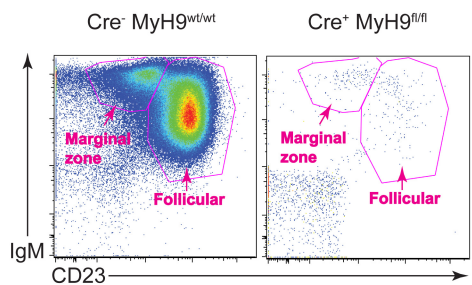 Cre⁻ MyH9ʷᵗ/ʷᵗ
Cre⁺ MyH9ᶠˡ/ᶠˡ
Marginal
zone
Follicular
Marginal
zone
Follicular
IgM
CD23